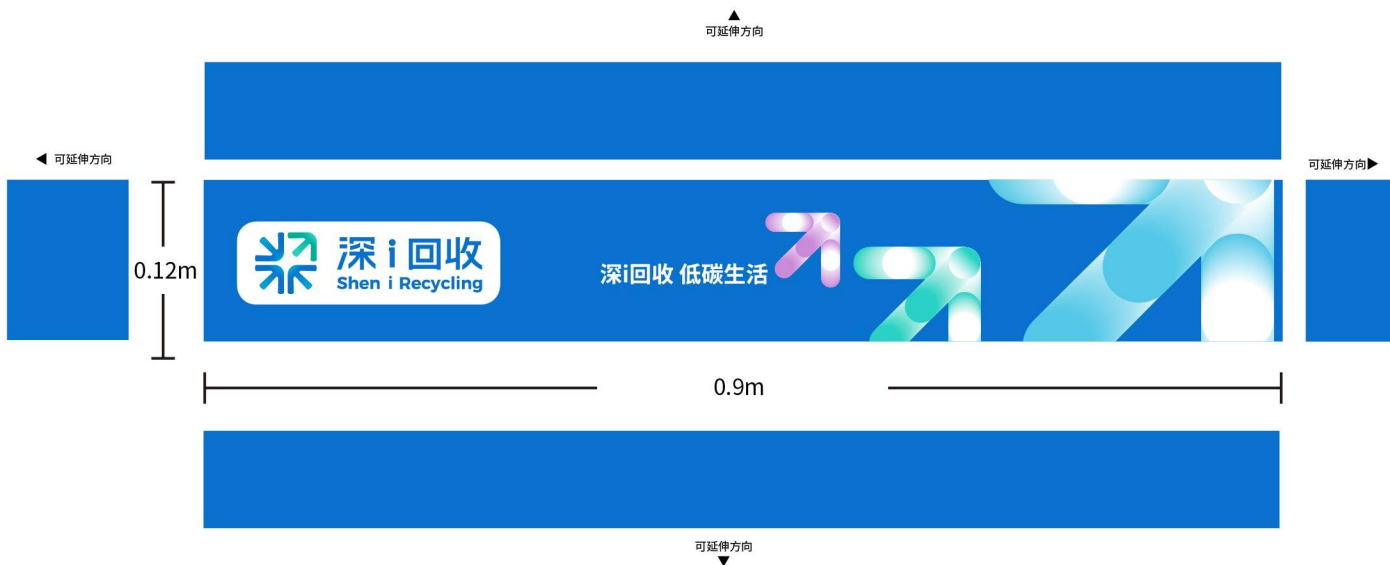 可延伸方向
可延伸方向
可延伸方向
0.12m
深i回收
Shen i Recycling
深i回收 低碳生活
0.9m
可延伸方向